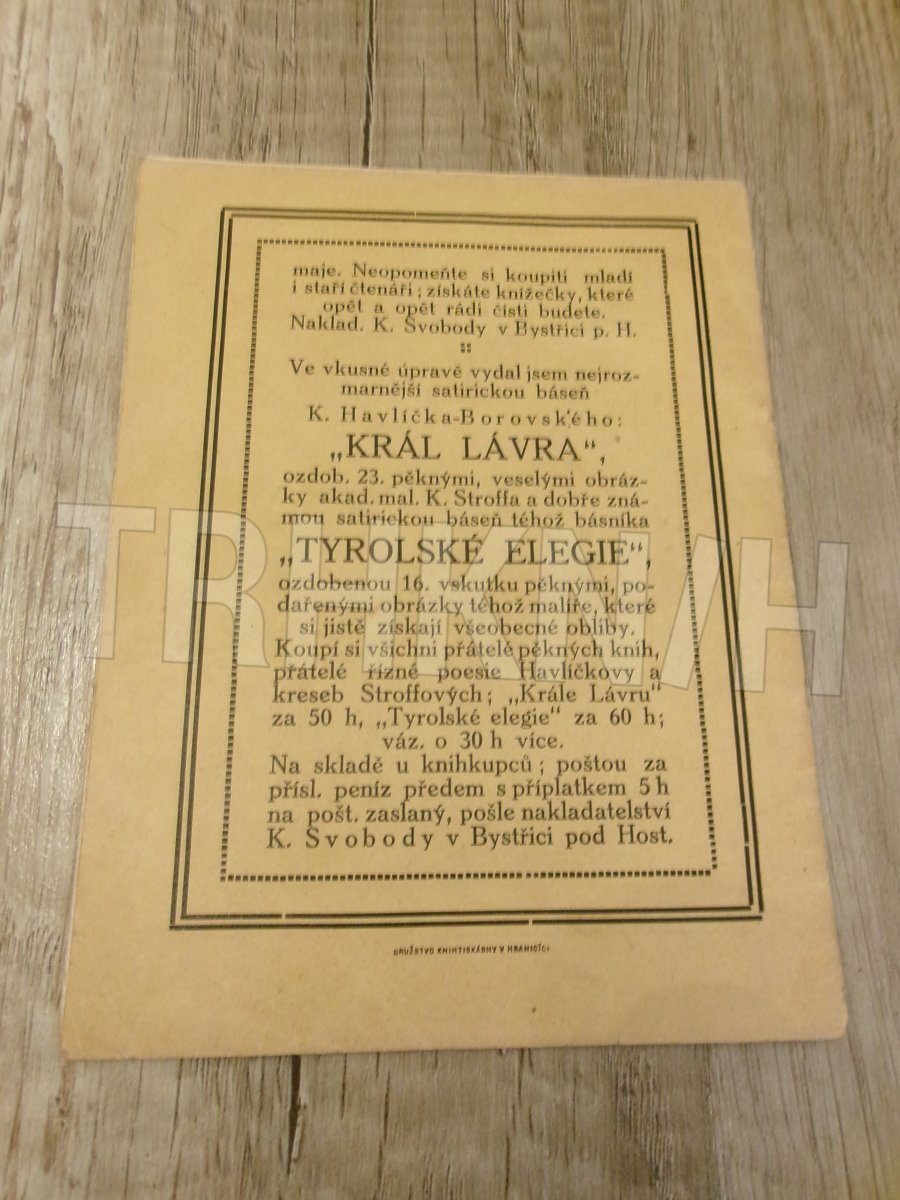 maje. Neopomeňte si koupiti mladí
i staří čtenáři; získáte knížečky, které
opět a opět rádi čísti budete.
Naklad. K. Svobody v Bystřici p. H.
Ve vkusné úpravě vydal jsem nejroz-
marnější satirickou báseň
K. Havlíčka-Borovského:
„KRÁL LÁVRA“,
ozdob. 23. pěknými, veselými obráz-
ky akad. mal. K. Stroffa a dobře zná-
mou satirickou báseň téhož básníka
„TYROLSKÉ ELEGIE“,
ozdobenou 16. vskutku pěknými, po-
dařenými obrázky téhož malíře, které
si jistě získají všeobecné obliby.
Koupí si všichni přátelé pěkných knih,
přátelé řízné poesie Havlíčkovy a
kreseb Stroffových; „Krále Lávru“
za 50 h, „Tyrolské elegie“ za 60 h;
váz. o 30 h více.
Na skladě u knihkupců; poštou za
přísl. peníz předem s příplatkem 5 h
na pošt. zaslaný, pošle nakladatelství
K. Svobody v Bystřici pod Host.
DRUŽSTVO KNIHTISKÁRNY V HRANICÍCH